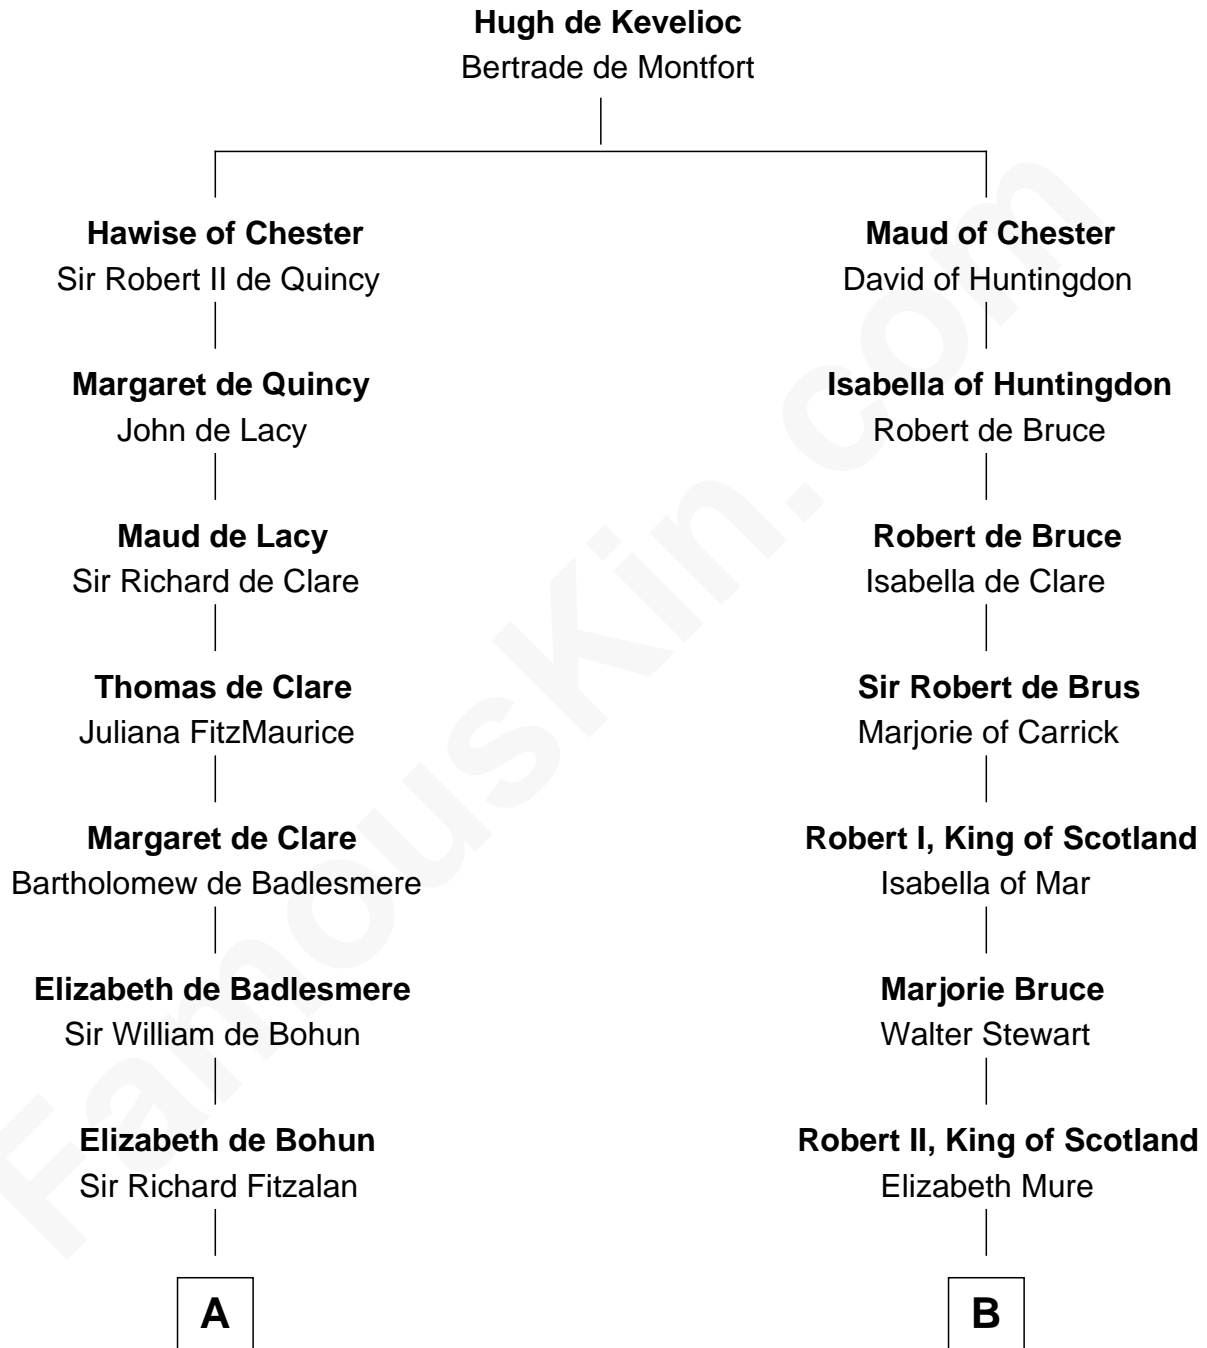 Hugh de Kevelioc
Bertrade de Montfort
Hawise of Chester
Sir Robert II de Quincy
Maud of Chester
David of Huntingdon
Margaret de Quincy
John de Lacy
Isabella of Huntingdon
Robert de Bruce
Maud de Lacy
Sir Richard de Clare
Robert de Bruce
Isabella de Clare
Thomas de Clare
Juliana FitzMaurice
Sir Robert de Brus
Marjorie of Carrick
Margaret de Clare
Bartholomew de Badlesmere
Robert I, King of Scotland
Isabella of Mar
Elizabeth de Badlesmere
Sir William de Bohun
Marjorie Bruce
Walter Stewart
Elizabeth de Bohun
Sir Richard Fitzalan
Robert II, King of Scotland
Elizabeth Mure
A
B
FamousKin.com